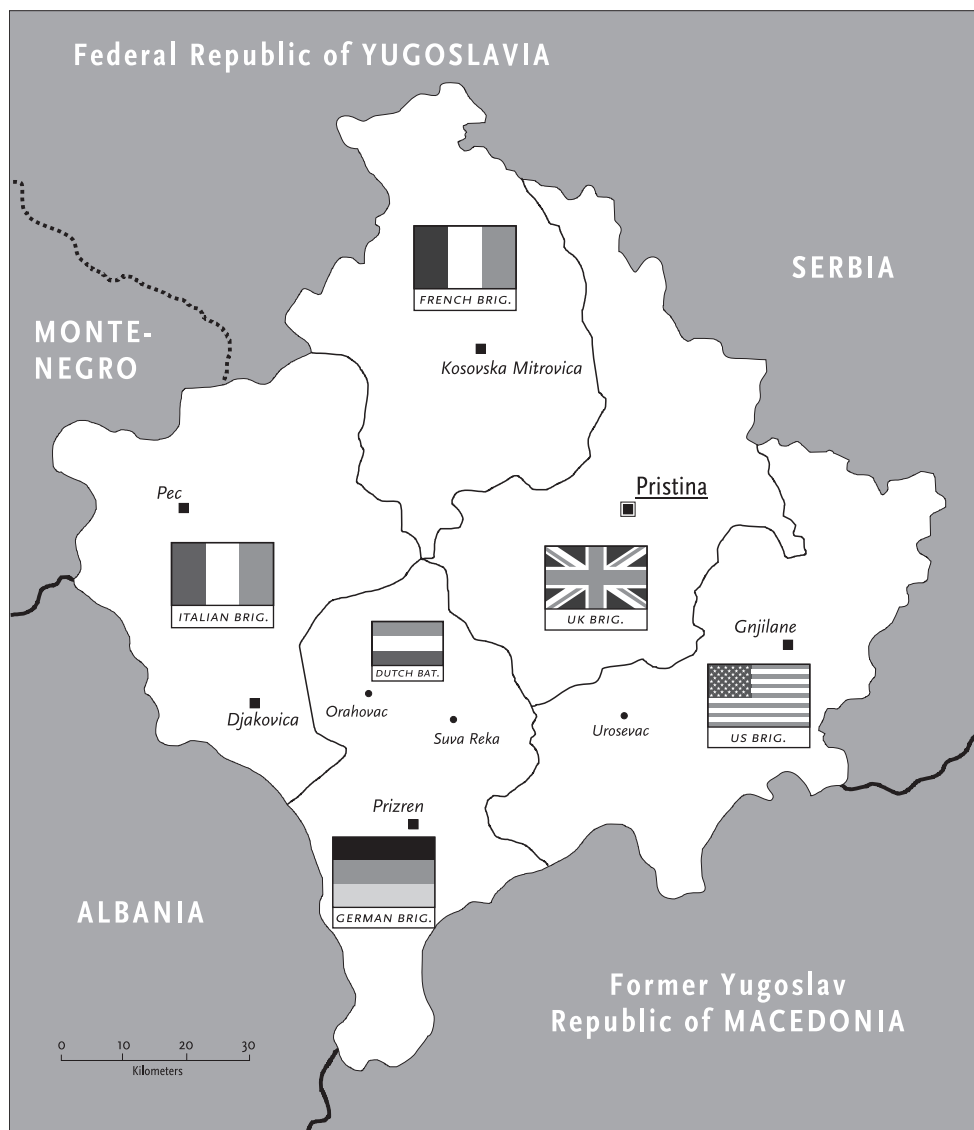 Federal Republic of YUGOSLAVIA
SERBIA
MONTE-
NEGRO
FRENCH BRIG.
Kosovska Mitrovica
Pec
Pristina
ITALIAN BRIG.
UK BRIG.
Gnjilane
DUTCH BAT.
Orahovac
Djakovica
Suva Reka
Urosevac
US BRIG.
Prizren
GERMAN BRIG.
ALBANIA
Former Yugoslav
Republic of MACEDONIA
0 10 20 30
Kilometers